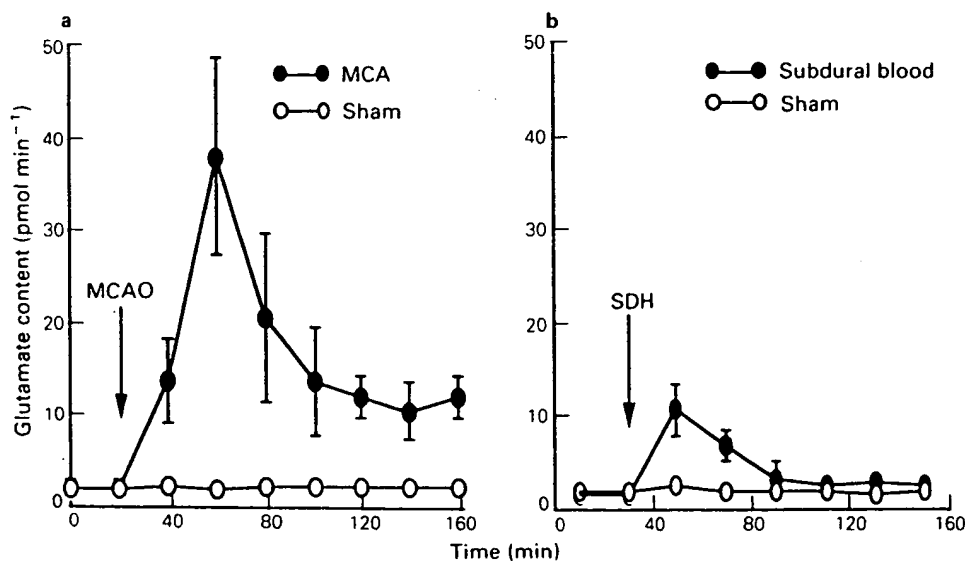 a
50
40
30
20
10
0
MCA
Sham
MCAO
0 40 80 120 160
Glutamate content (pmol min⁻¹)
b
50
40
30
20
10
0
Subdural blood
Sham
SDH
0 40 80 120 160
Time (min)